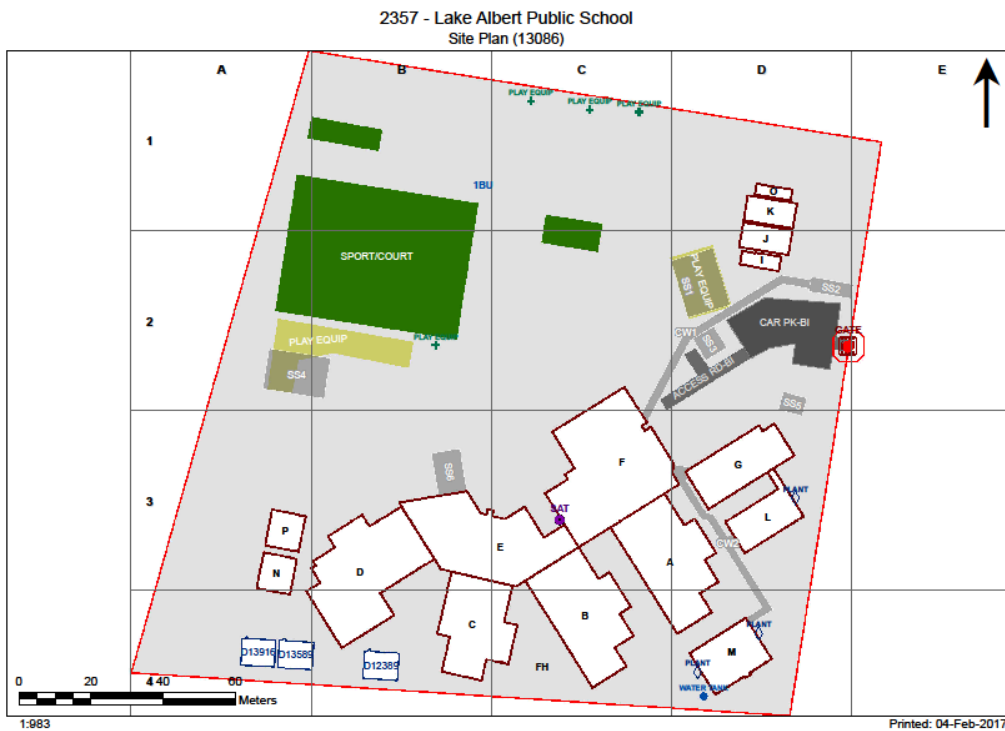 2357 - Lake Albert Public School
Site Plan (13086)
A B C D E
PLAY EQUIP PLAY EQUIP PLAY EQUIP
1
1BU
O
K
J
I
SPORT/COURT
PLAY EQUIP
SS1
SS2
2
CAR PK-BI
GATE
CW1
SS3
PLAY EQUIP
PLAY EQUIP
ACCESS RD-BI
SS4
SS5
F
G
SS6
PLANT
3
SAT
L
P
E
CW2
D
A
N
C
B
PLANT
D13916
D13589
D12389
FH
M
PLANT
WATER TANK
0 20 4 40 60
Meters
1:983
Printed: 04-Feb-2017